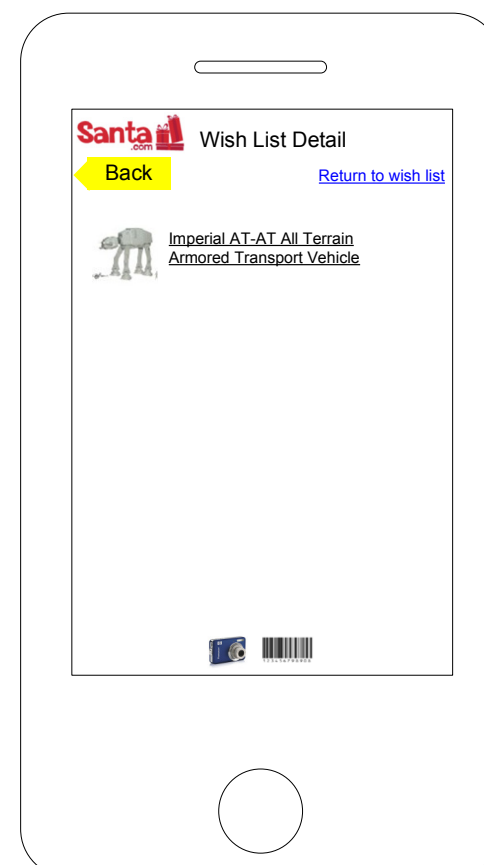 Santa
.com
Wish List Detail
Back
Return to wish list
Imperial AT-AT All Terrain
Armored Transport Vehicle